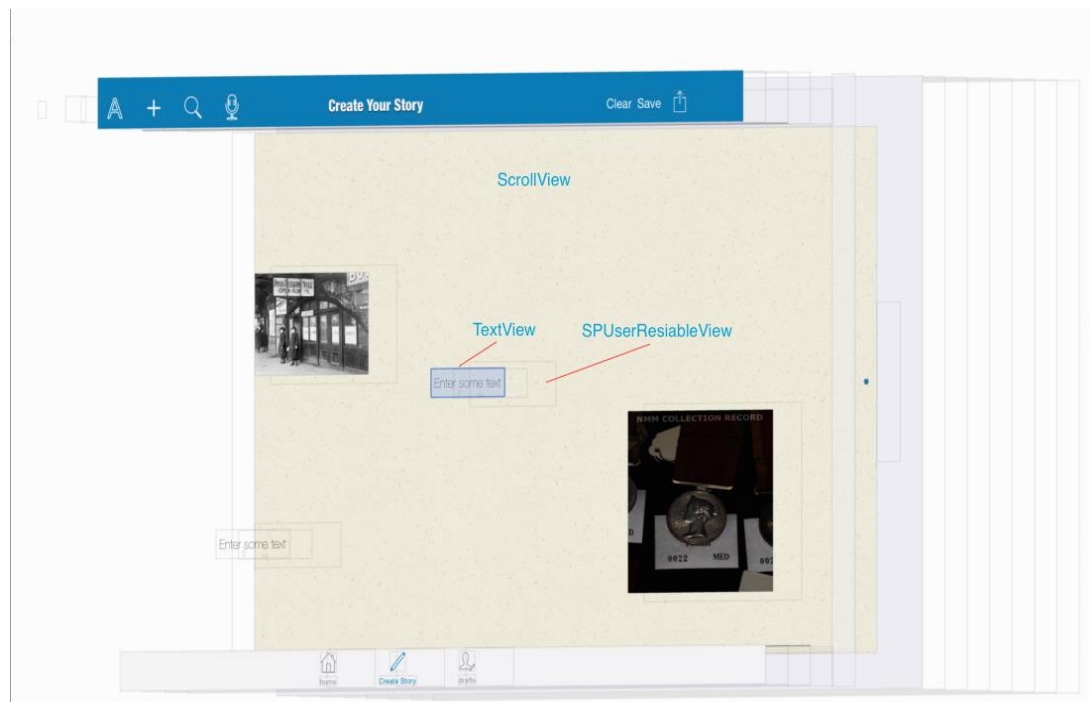 A
Create Your Story
Clear Save
ScrollView
TextView
SPUserResiableView
Enter some text
NHM COLLECTION RECORD
0022 MED
Enter some text
home
Create Story
drafts